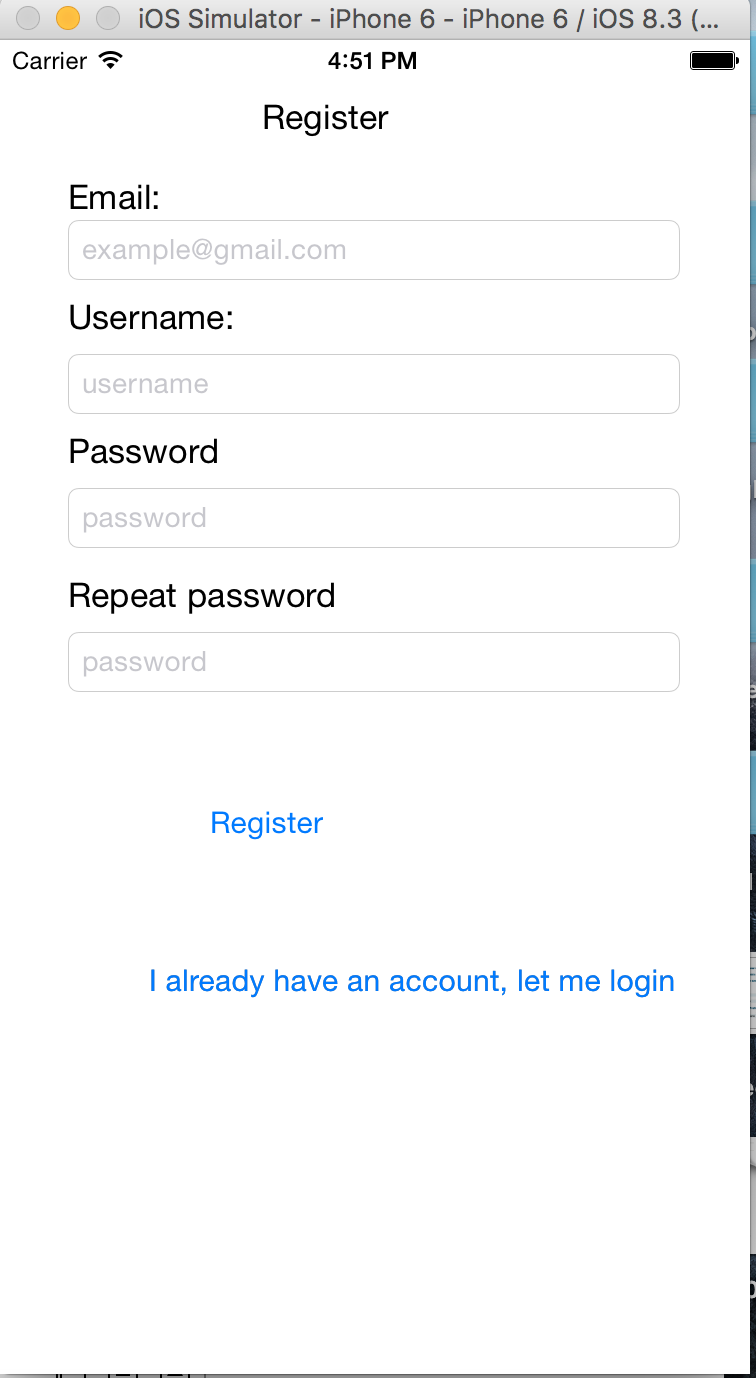 iOS Simulator - iPhone 6 - iPhone 6 / iOS 8.3 (...
Carrier 4:51 PM
Register
Email:
example@gmail.com
Username:
username
Password
password
Repeat password
password
Register
I already have an account, let me login